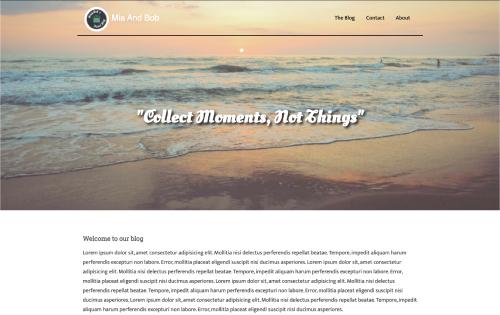 Mia And Bob
The Blog
Contact
About
"Collect Moments, Not Things"
Welcome to our blog
Lorem ipsum dolor sit, amet consectetur adipisicing elit. Mollitia nisi delectus perferendis repellat beatae. Tempore, impedit aliquam harum
perferendis excepturi non labore. Error, mollitia placeat eligendi suscipit nisi ducimus asperiores. Lorem ipsum dolor sit, amet consectetur
adipisicing elit. Mollitia nisi delectus perferendis repellat beatae. Tempore, impedit aliquam harum perferendis excepturi non labore. Error,
mollitia placeat eligendi suscipit nisi ducimus asperiores. Lorem ipsum dolor sit, amet consectetur adipisicing elit. Mollitia nisi delectus
perferendis repellat beatae. Tempore, impedit aliquam harum perferendis excepturi non labore. Error, mollitia placeat eligendi suscipit nisi
ducimus asperiores. Lorem ipsum dolor sit, amet consectetur adipisicing elit. Mollitia nisi delectus perferendis repellat beatae. Tempore,
impedit aliquam harum perferendis excepturi non labore. Error, mollitia placeat eligendi suscipit nisi ducimus asperiores.